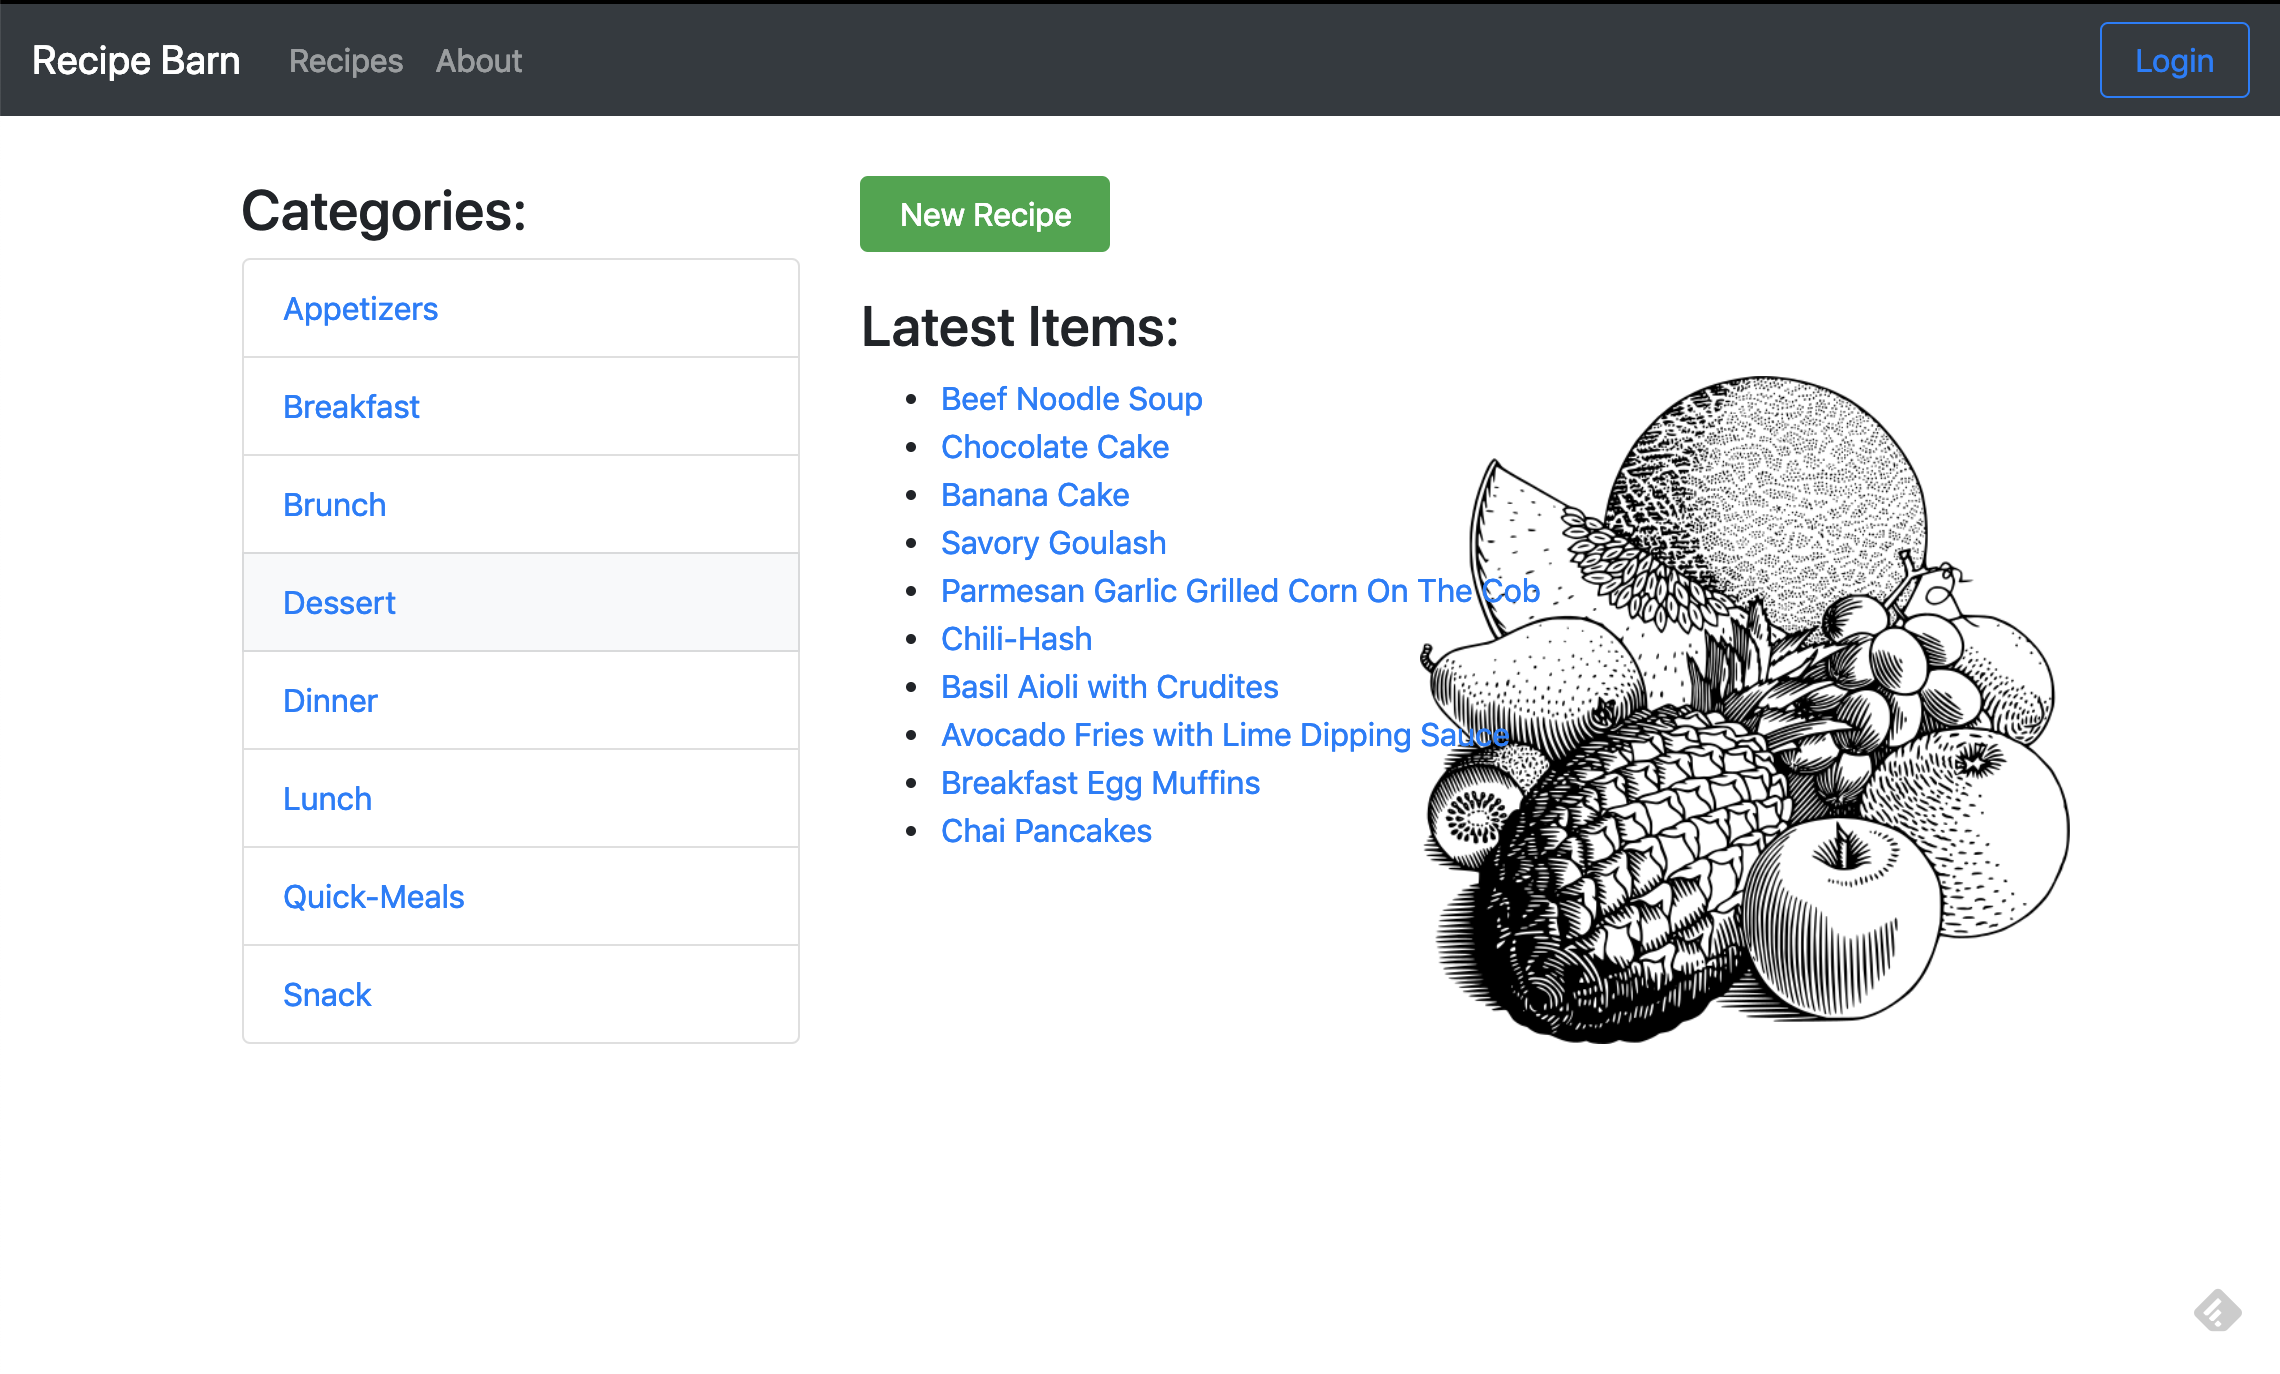 Recipe Barn Recipes About Login
Categories:
Appetizers
Breakfast
Brunch
Dessert
Dinner
Lunch
Quick-Meals
Snack
New Recipe
Latest Items:
Beef Noodle Soup
Chocolate Cake
Banana Cake
Savory Goulash
Parmesan Garlic Grilled Corn On The Cob
Chili-Hash
Basil Aioli with Crudites
Avocado Fries with Lime Dipping Sauce
Breakfast Egg Muffins
Chai Pancakes